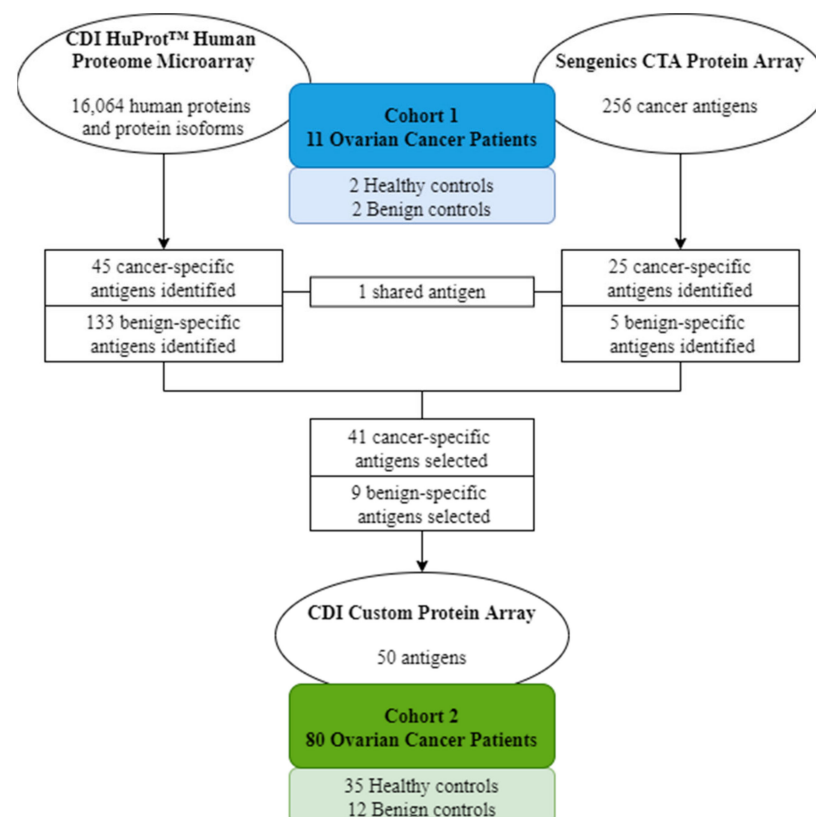 CDI HuProt™ Human
Proteome Microarray
16,064 human proteins
and protein isoforms
Sengenics CTA Protein Array
256 cancer antigens
Cohort 1
11 Ovarian Cancer Patients
2 Healthy controls
2 Benign controls
45 cancer-specific
antigens identified
133 benign-specific
antigens identified
1 shared antigen
25 cancer-specific
antigens identified
5 benign-specific
antigens identified
41 cancer-specific
antigens selected
9 benign-specific
antigens selected
CDI Custom Protein Array
50 antigens
Cohort 2
80 Ovarian Cancer Patients
35 Healthy controls
12 Benign controls